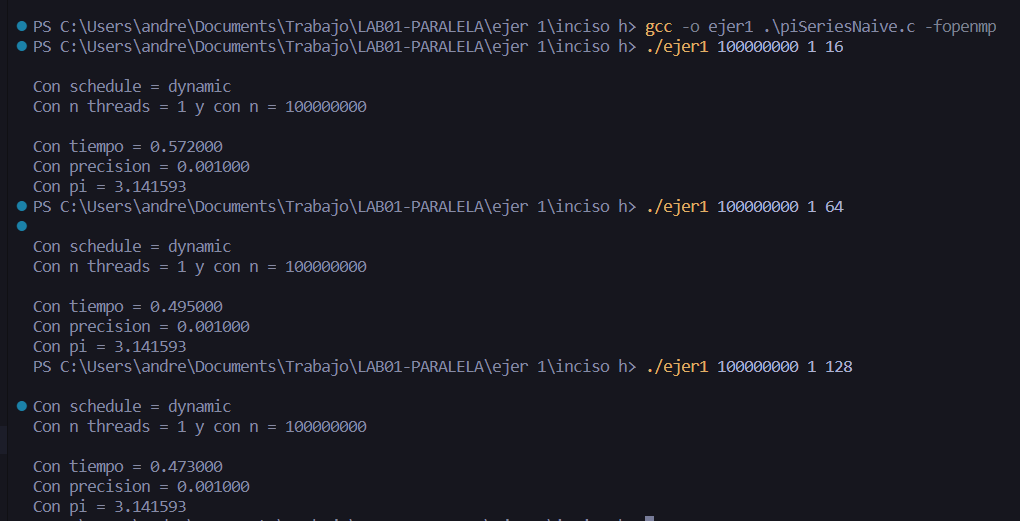 PS C:\Users\andre\Documents\Trabajo\LAB01-PARALELA\ejer 1\inciso h> gcc -o ejer1 .\piSeriesNaive.c -fopenmp
PS C:\Users\andre\Documents\Trabajo\LAB01-PARALELA\ejer 1\inciso h> ./ejer1 100000000 1 16
Con schedule = dynamic
Con n threads = 1 y con n = 100000000
Con tiempo = 0.572000
Con precision = 0.001000
Con pi = 3.141593
PS C:\Users\andre\Documents\Trabajo\LAB01-PARALELA\ejer 1\inciso h> ./ejer1 100000000 1 64
Con schedule = dynamic
Con n threads = 1 y con n = 100000000
Con tiempo = 0.495000
Con precision = 0.001000
Con pi = 3.141593
PS C:\Users\andre\Documents\Trabajo\LAB01-PARALELA\ejer 1\inciso h> ./ejer1 100000000 1 128
Con schedule = dynamic
Con n threads = 1 y con n = 100000000
Con tiempo = 0.473000
Con precision = 0.001000
Con pi = 3.141593